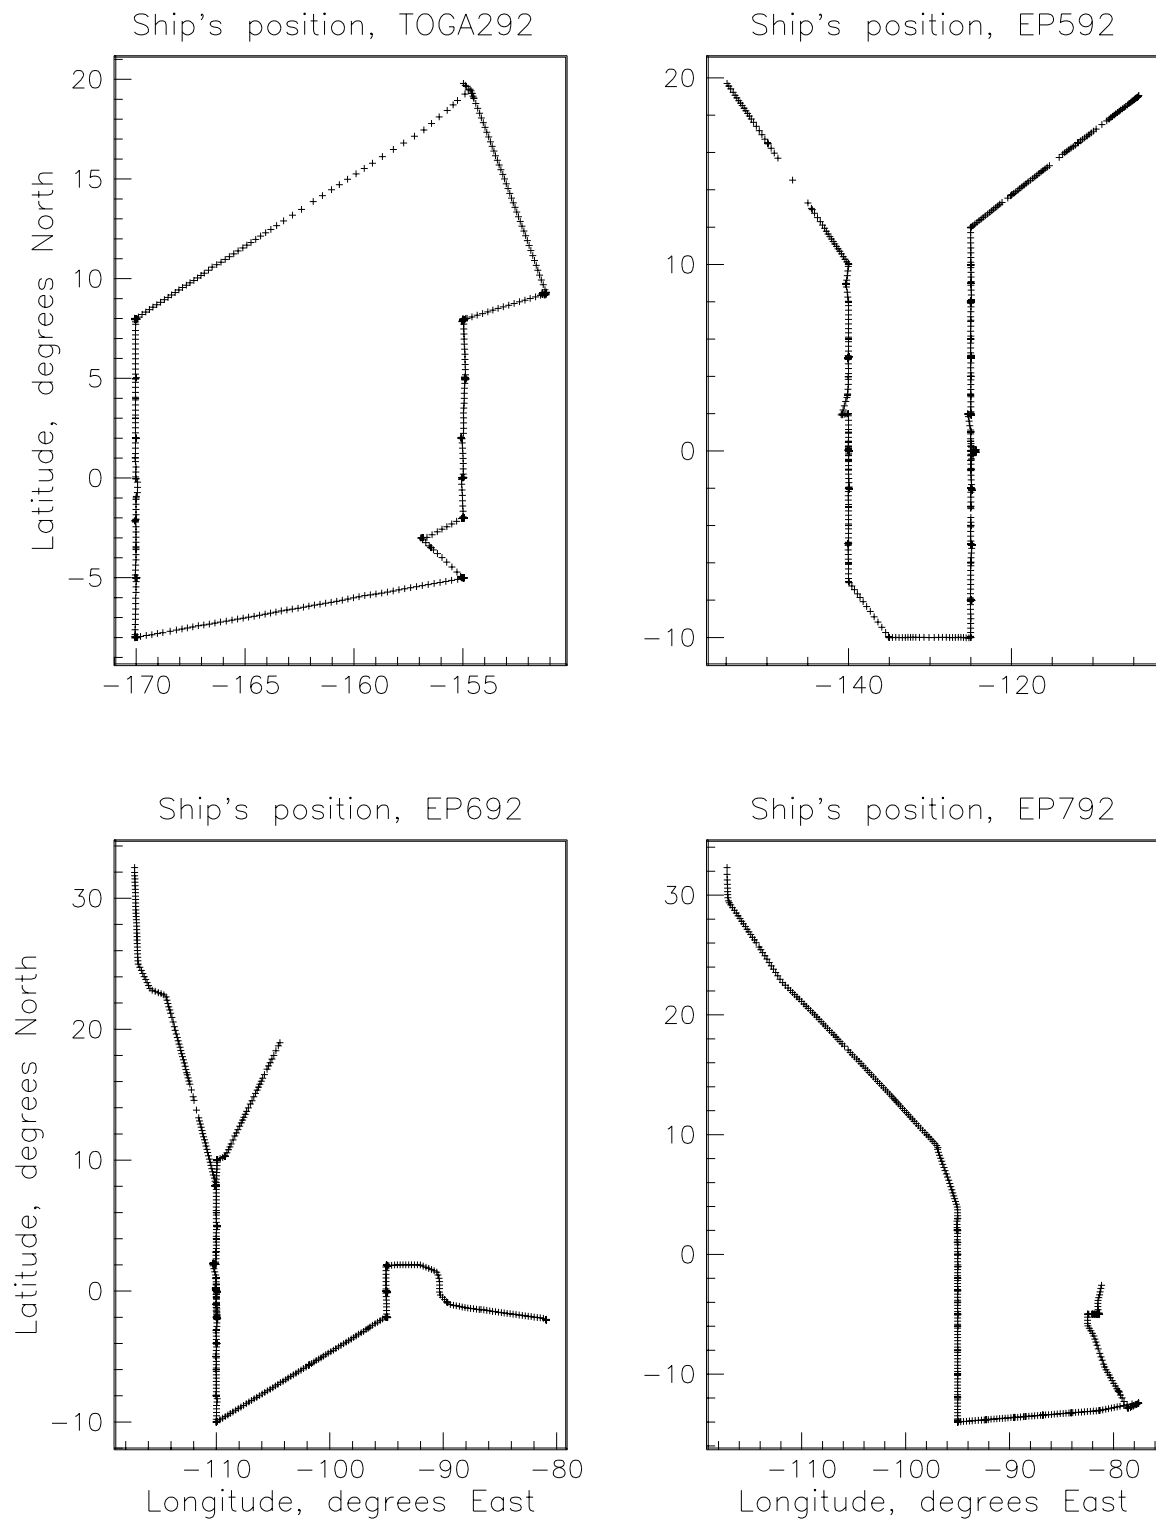 Ship's position, TOGA292
Ship's position, EP592
20
15
10
5
0
−5
Latitude, degrees North
−170 −165 −160 −155
20
10
0
−10
−140 −120
Ship's position, EP692
Ship's position, EP792
30
20
10
0
−10
Latitude, degrees North
−110 −100 −90 −80
Longitude, degrees East
30
20
10
0
−10
Latitude, degrees North
−110 −100 −90 −80
Longitude, degrees East